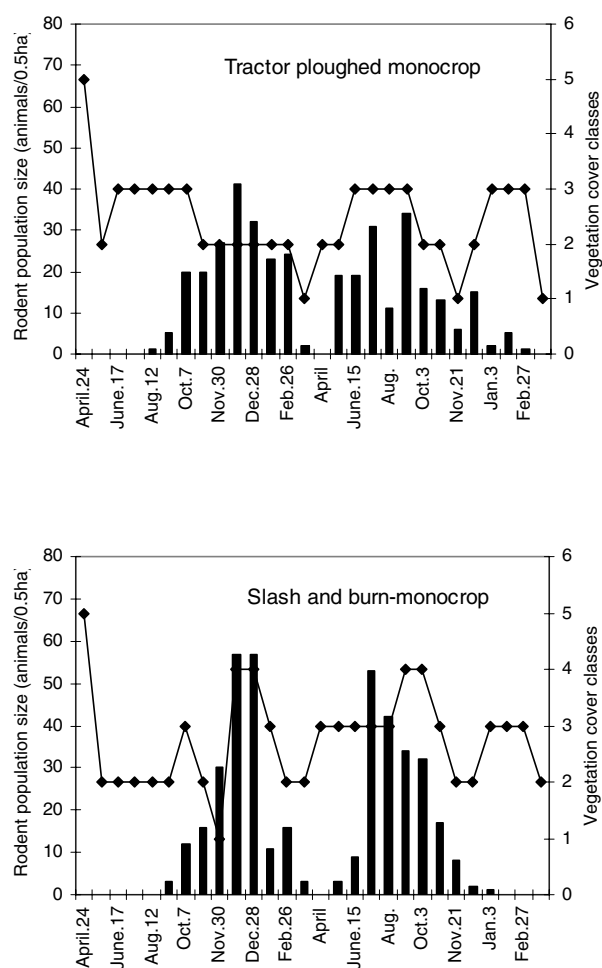 Tractor ploughed monocrop
Rodent population size (animals/0.5ha)
80
70
60
50
40
30
20
10
0
6
5
4
3
2
1
0
Vegetation cover classes
April.24
June.17
Aug.12
Oct.7
Nov.30
Dec.28
Feb.26
April
June.15
Aug.
Oct.3
Nov.21
Jan.3
Feb.27
Slash and burn-monocrop
Rodent population size (animals/0.5ha)
80
70
60
50
40
30
20
10
0
6
5
4
3
2
1
0
Vegetation cover classes
April.24
June.17
Aug.12
Oct.7
Nov.30
Dec.28
Feb.26
April
June.15
Aug.
Oct.3
Nov.21
Jan.3
Feb.27